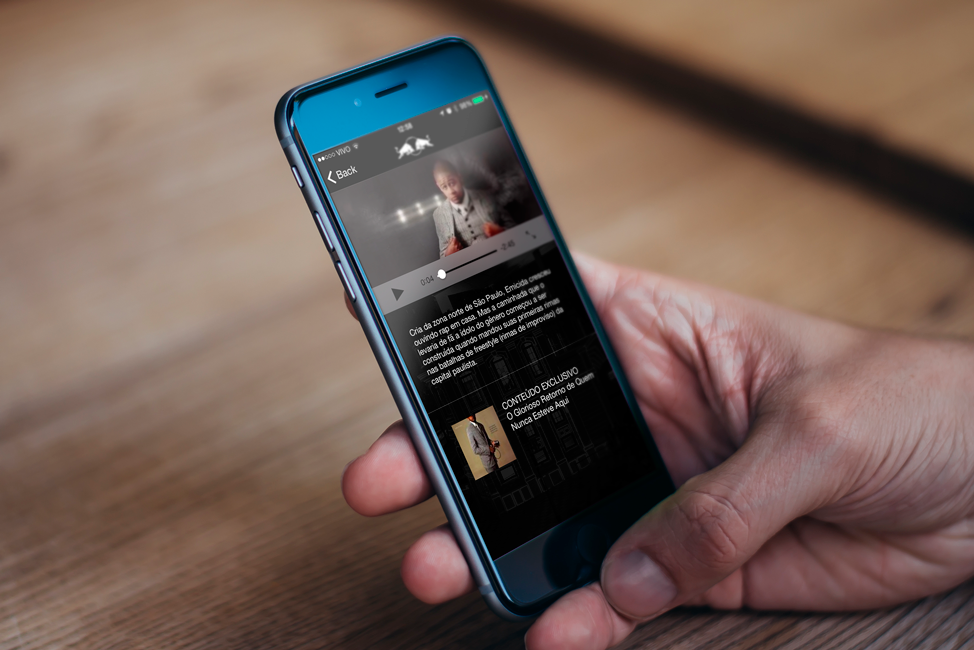 VIVO 12:58 98%
Back
0:04 -2:48
Cria da zona norte de São Paulo, Emicida cresceu
ouvindo rap em casa. Mas a caminhada que o
levaria de fã a ídolo do gênero começou a ser
construída quando mandou suas primeiras rimas
nas batalhas de freestyle (rimas de improviso) da
capital paulista.
CONTEÚDO EXCLUSIVO
O Glorioso Retorno de Quem
Nunca Esteve Aqui